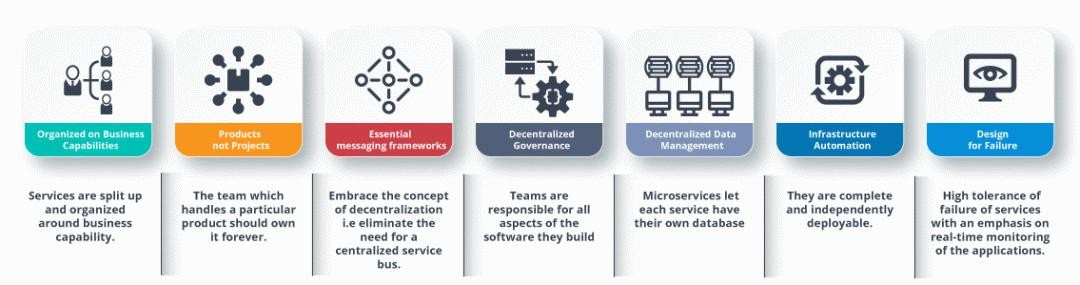 Organized on Business
Capabilities
Products
not Projects
Essential
messaging frameworks
Decentralized
Governance
Decentralized Data
Management
Infrastructure
Automation
Design
for Failure
Services are split up
and organized
around business
capability.
The team which
handles a particular
product should own
it forever.
Embrace the concept
of decentralization
i.e eliminate the
need for a
centralized service
bus.
Teams are
responsible for all
aspects of the
software they build
Microservices let
each service have
their own database
They are complete
and independently
deployable.
High tolerance of
failure of services
with an emphasis on
real-time monitoring
of the applications.